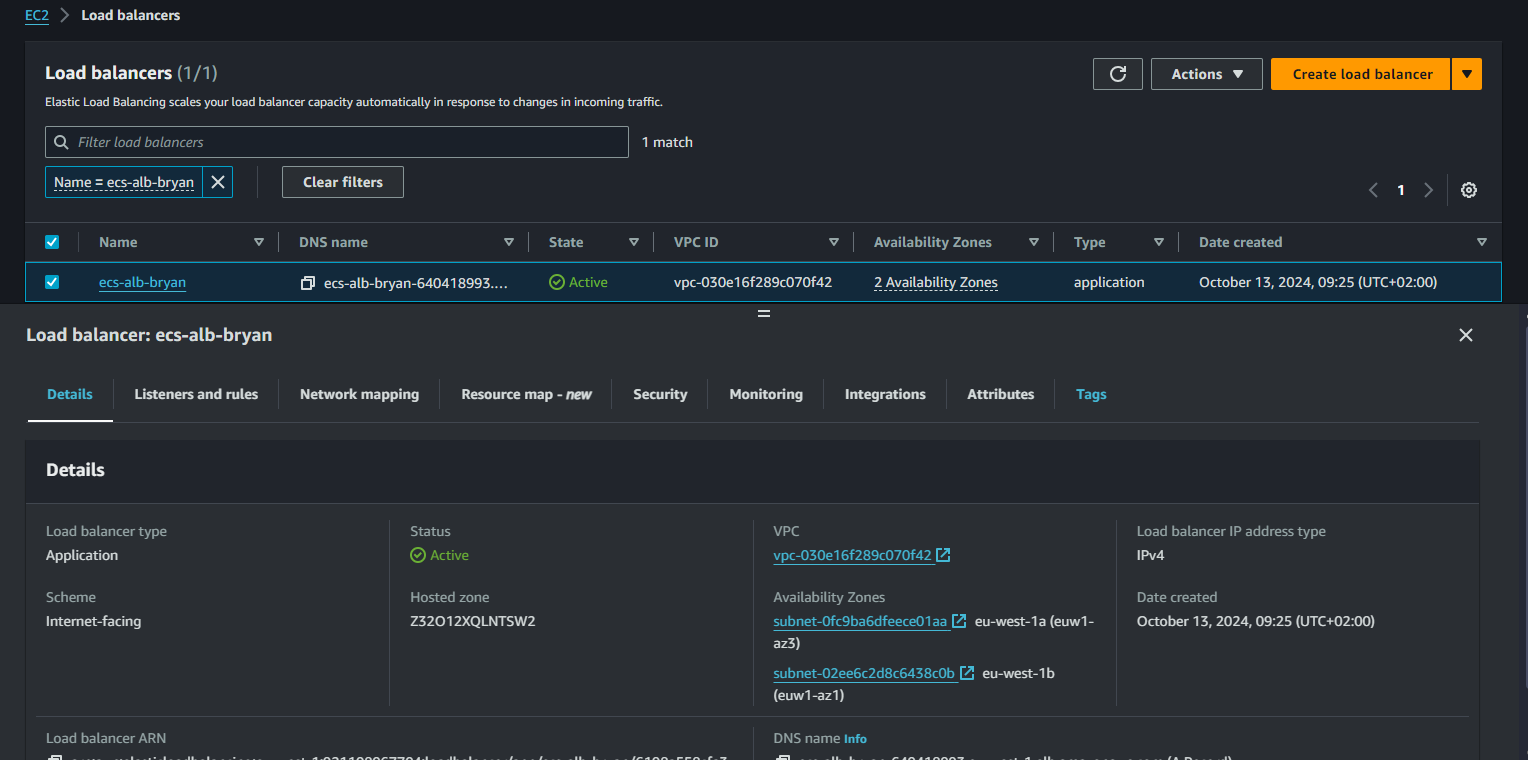 EC2 > Load balancers
Load balancers (1/1)
Actions
Create load balancer
Elastic Load Balancing scales your load balancer capacity automatically in response to changes in incoming traffic.
Filter load balancers
1 match
Name = ecs-alb-bryan
Clear filters
1
Name DNS name State VPC ID Availability Zones Type Date created
ecs-alb-bryan ecs-alb-bryan-640418993.... Active vpc-030e16f289c070f42 2 Availability Zones application October 13, 2024, 09:25 (UTC+02:00)
Load balancer: ecs-alb-bryan
Details Listeners and rules Network mapping Resource map - new Security Monitoring Integrations Attributes Tags
Details
Load balancer type
Application
Scheme
Internet-facing
Status
Active
Hosted zone
Z32O12XQLNTSW2
VPC
vpc-030e16f289c070f42
Availability Zones
subnet-0fc9ba6dfeece01aa eu-west-1a (euw1-
az3)
subnet-02ee6c2d8c6438c0b eu-west-1b
(euw1-az1)
Load balancer IP address type
IPv4
Date created
October 13, 2024, 09:25 (UTC+02:00)
Load balancer ARN
DNS name Info